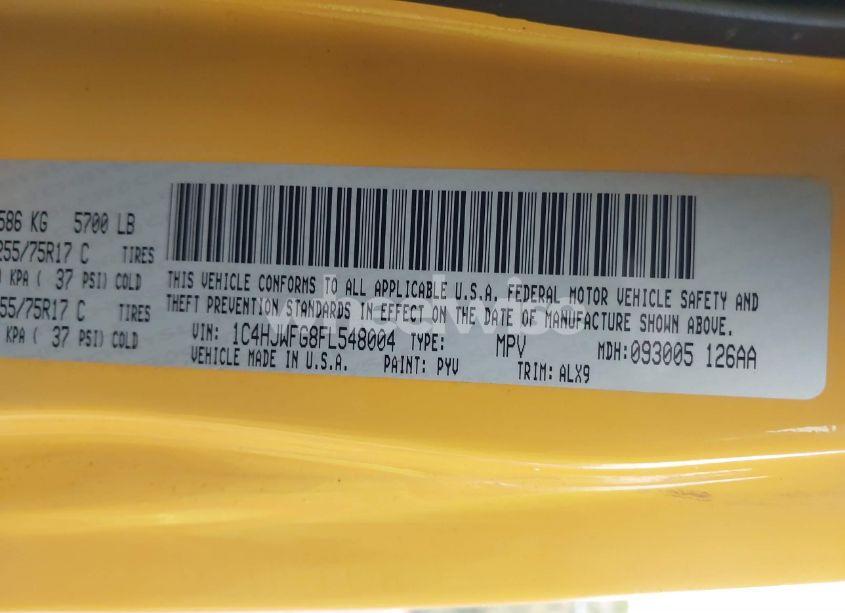 586 KG 5700 LB
255/75R17 C TIRES
KPA ( 37 PSI) COLD
55/75R17 C TIRES
KPA ( 37 PSI) COLD
THIS VEHICLE CONFORMS TO ALL APPLICABLE U.S.A. FEDERAL MOTOR VEHICLE SAFETY AND
THEFT PREVENTION STANDARDS IN EFFECT ON THE DATE OF MANUFACTURE SHOWN ABOVE.
VIN: 1C4HJWFG8FL548004 TYPE: MPV MDH: 093005 126AA
VEHICLE MADE IN U.S.A. PAINT: PYV TRIM: ALX9